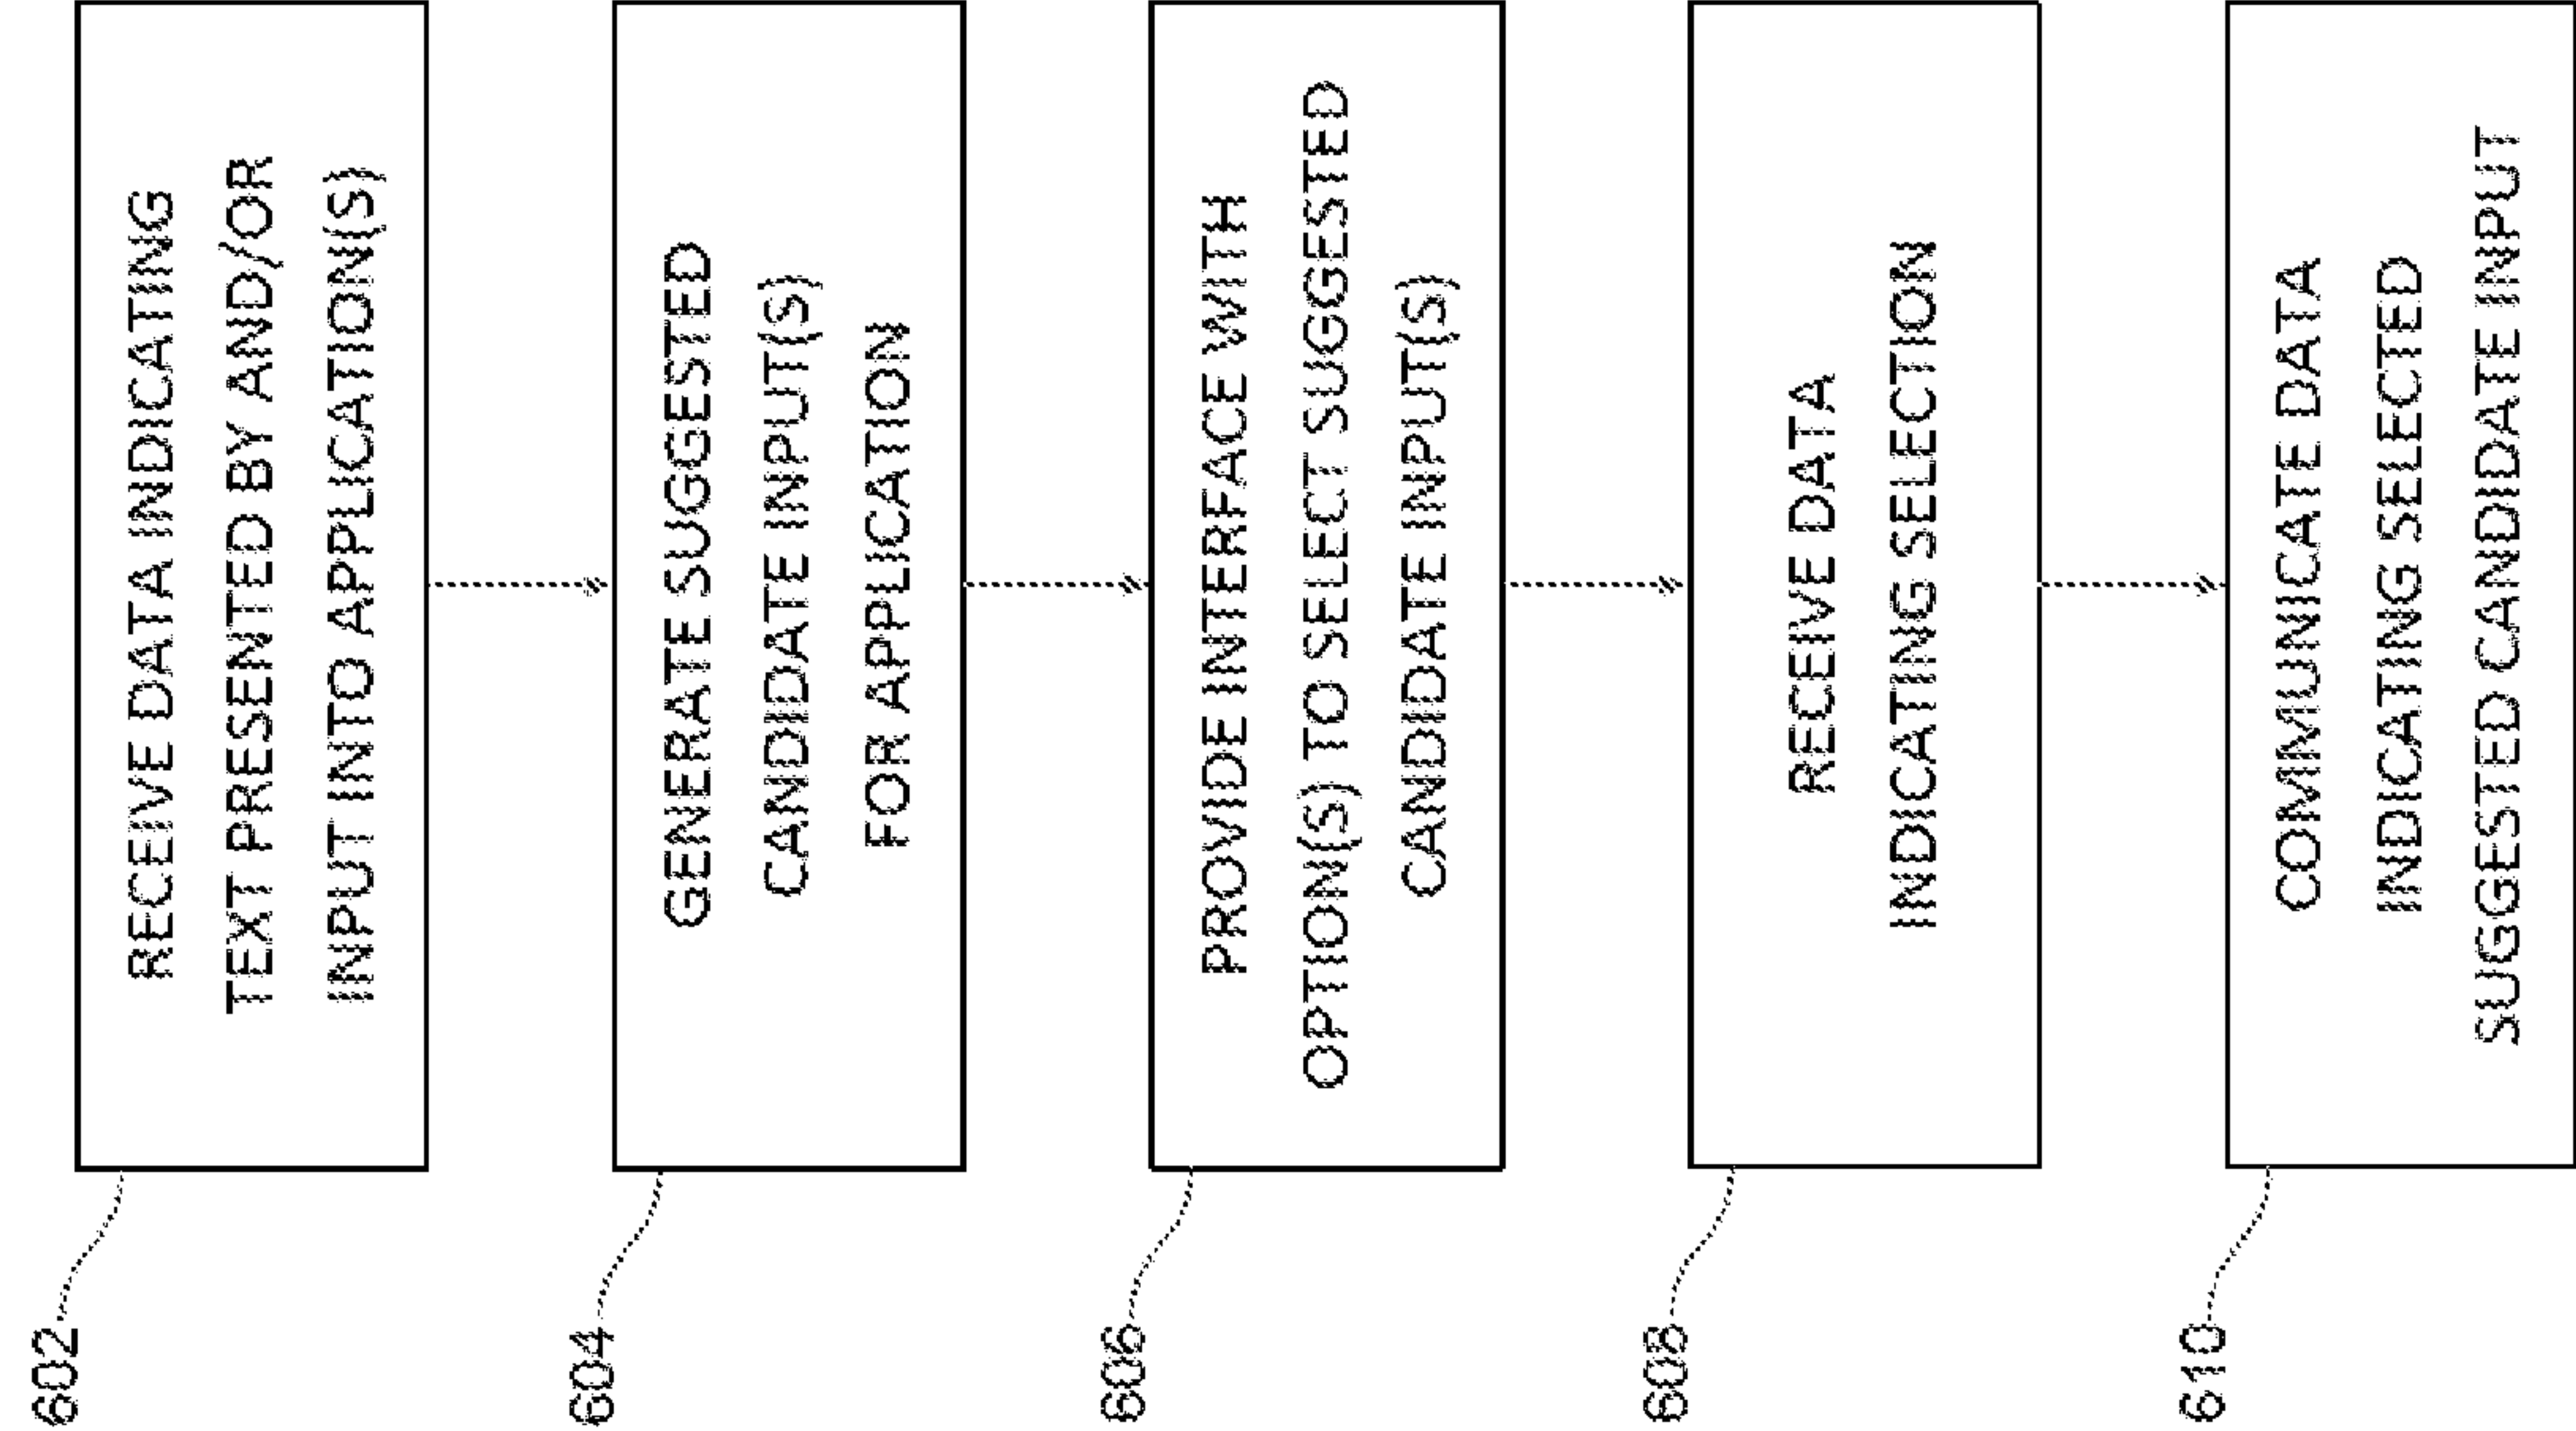 602
RECEIVE DATA INDICATING
TEXT PRESENTED BY AND/OR
INPUT INTO APPLICATION(S)
604
GENERATE SUGGESTED
CANDIDATE INPUT(S)
FOR APPLICATION
606
PROVIDE INTERFACE WITH
OPTION(S) TO SELECT SUGGESTED
CANDIDATE INPUT(S)
608
RECEIVE DATA
INDICATING SELECTION
610
COMMUNICATE DATA
INDICATING SELECTED
SUGGESTED CANDIDATE INPUT